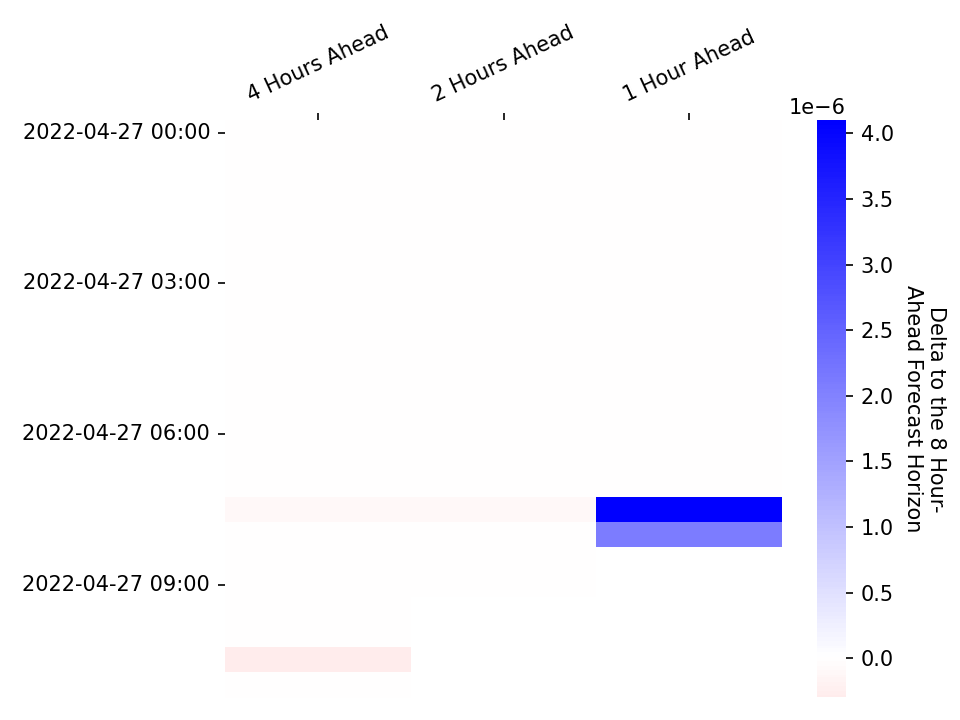 4 Hours Ahead
2 Hours Ahead
1 Hour Ahead
1e−6
2022-04-27 00:00
2022-04-27 03:00
2022-04-27 06:00
2022-04-27 09:00
4.0
3.5
3.0
2.5
2.0
1.5
1.0
0.5
0.0
Delta to the 8 Hour-
Ahead Forecast Horizon